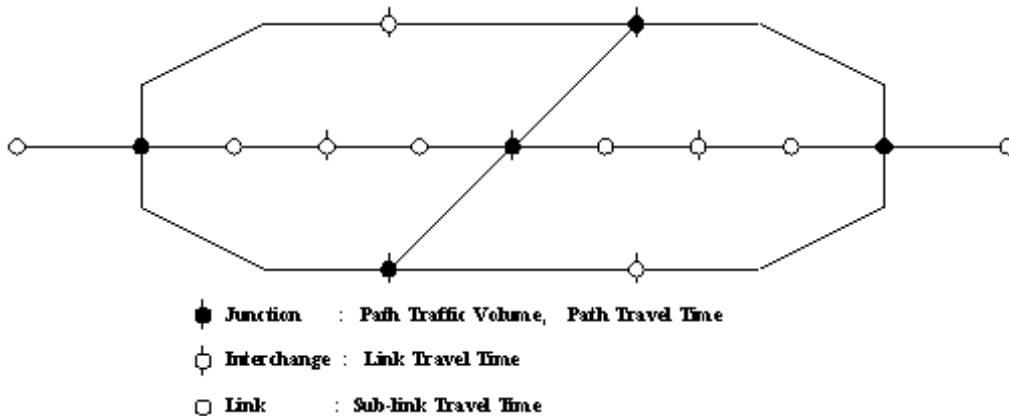 Junction : Path Traffic Volume, Path Travel Time
Interchange : Link Travel Time
Link : Sub-link Travel Time